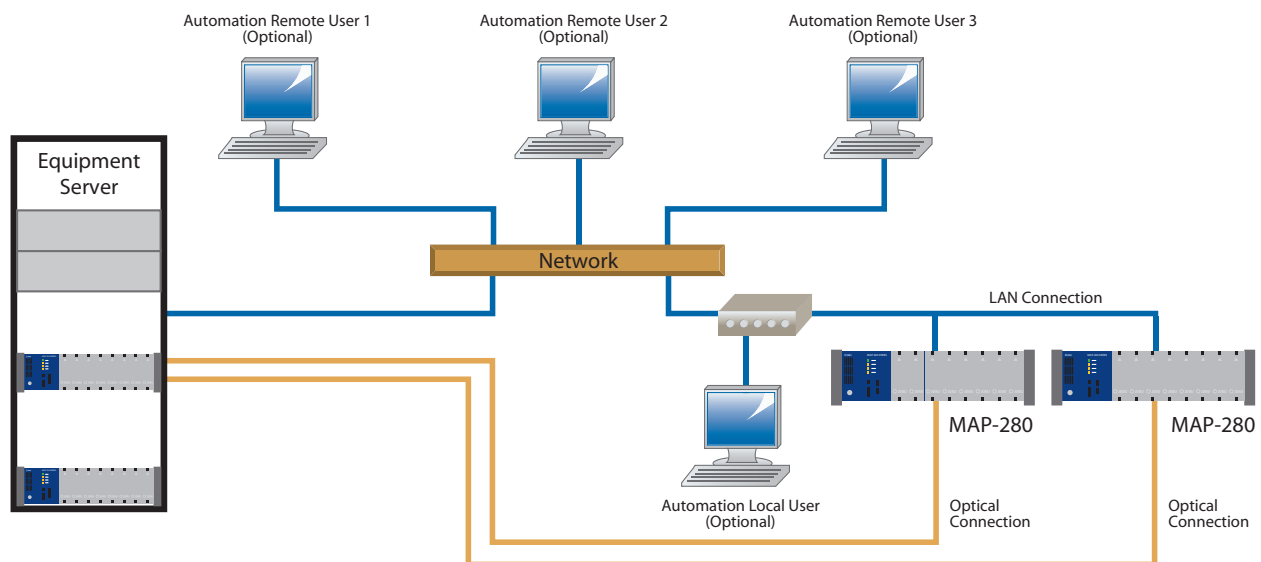 Automation Remote User 1
(Optional)
Automation Remote User 2
(Optional)
Automation Remote User 3
(Optional)
Equipment
Server
Network
LAN Connection
MAP-280
MAP-280
Automation Local User
(Optional)
Optical
Connection
Optical
Connection